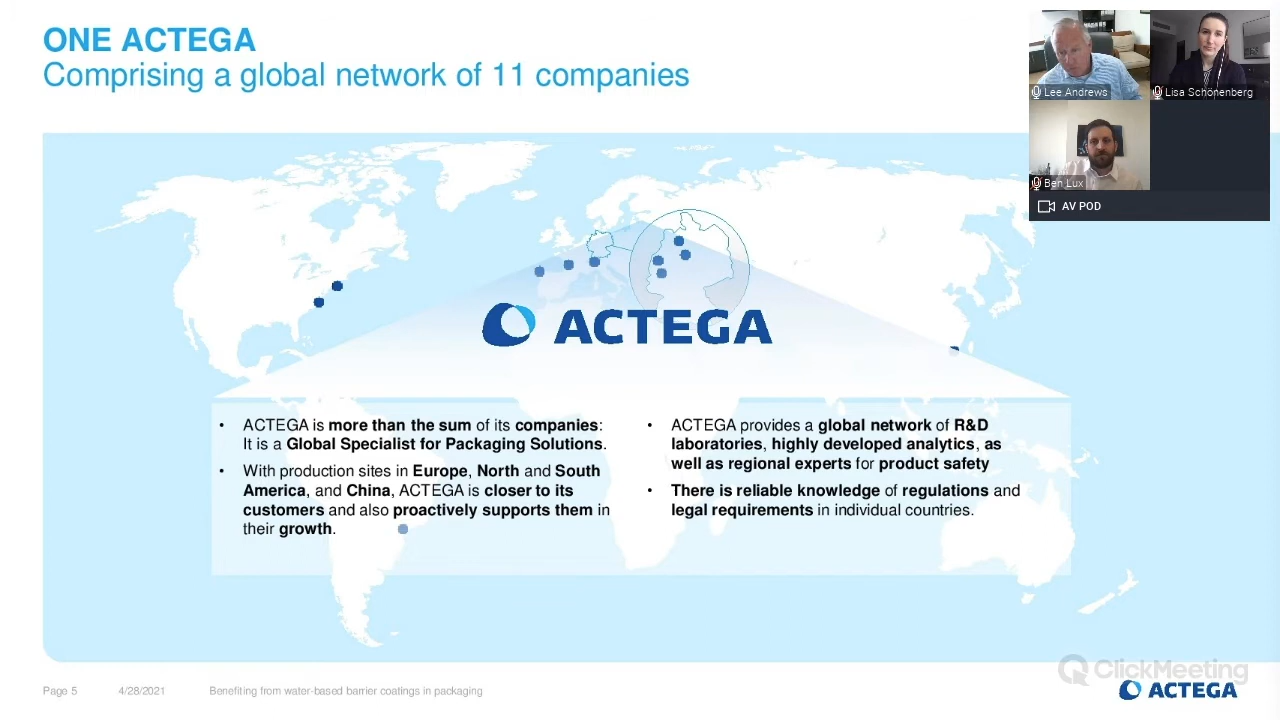 ONE ACTEGA
Comprising a global network of 11 companies
Lee Andrews
Lisa Schönenberg
Ben Lux
AV POD
ACTEGA
• ACTEGA is more than the sum of its companies:
It is a Global Specialist for Packaging Solutions.
• With production sites in Europe, North and South
America, and China, ACTEGA is closer to its
customers and also proactively supports them in
their growth.
• ACTEGA provides a global network of R&D
laboratories, highly developed analytics, as
well as regional experts for product safety
• There is reliable knowledge of regulations and
legal requirements in individual countries.
ClickMeeting
Page 5 4/28/2021 Benefiting from water-based barrier coatings in packaging
ACTEGA